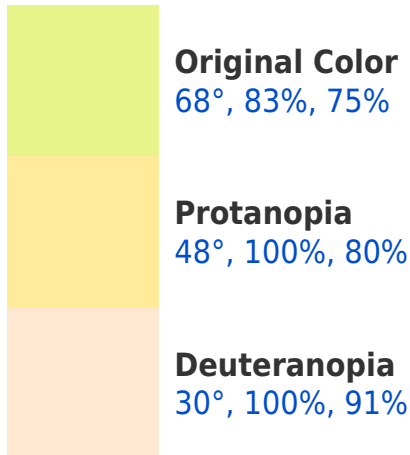 Original Color
68°, 83%, 75%
Protanopia
48°, 100%, 80%
Deuteranopia
30°, 100%, 91%